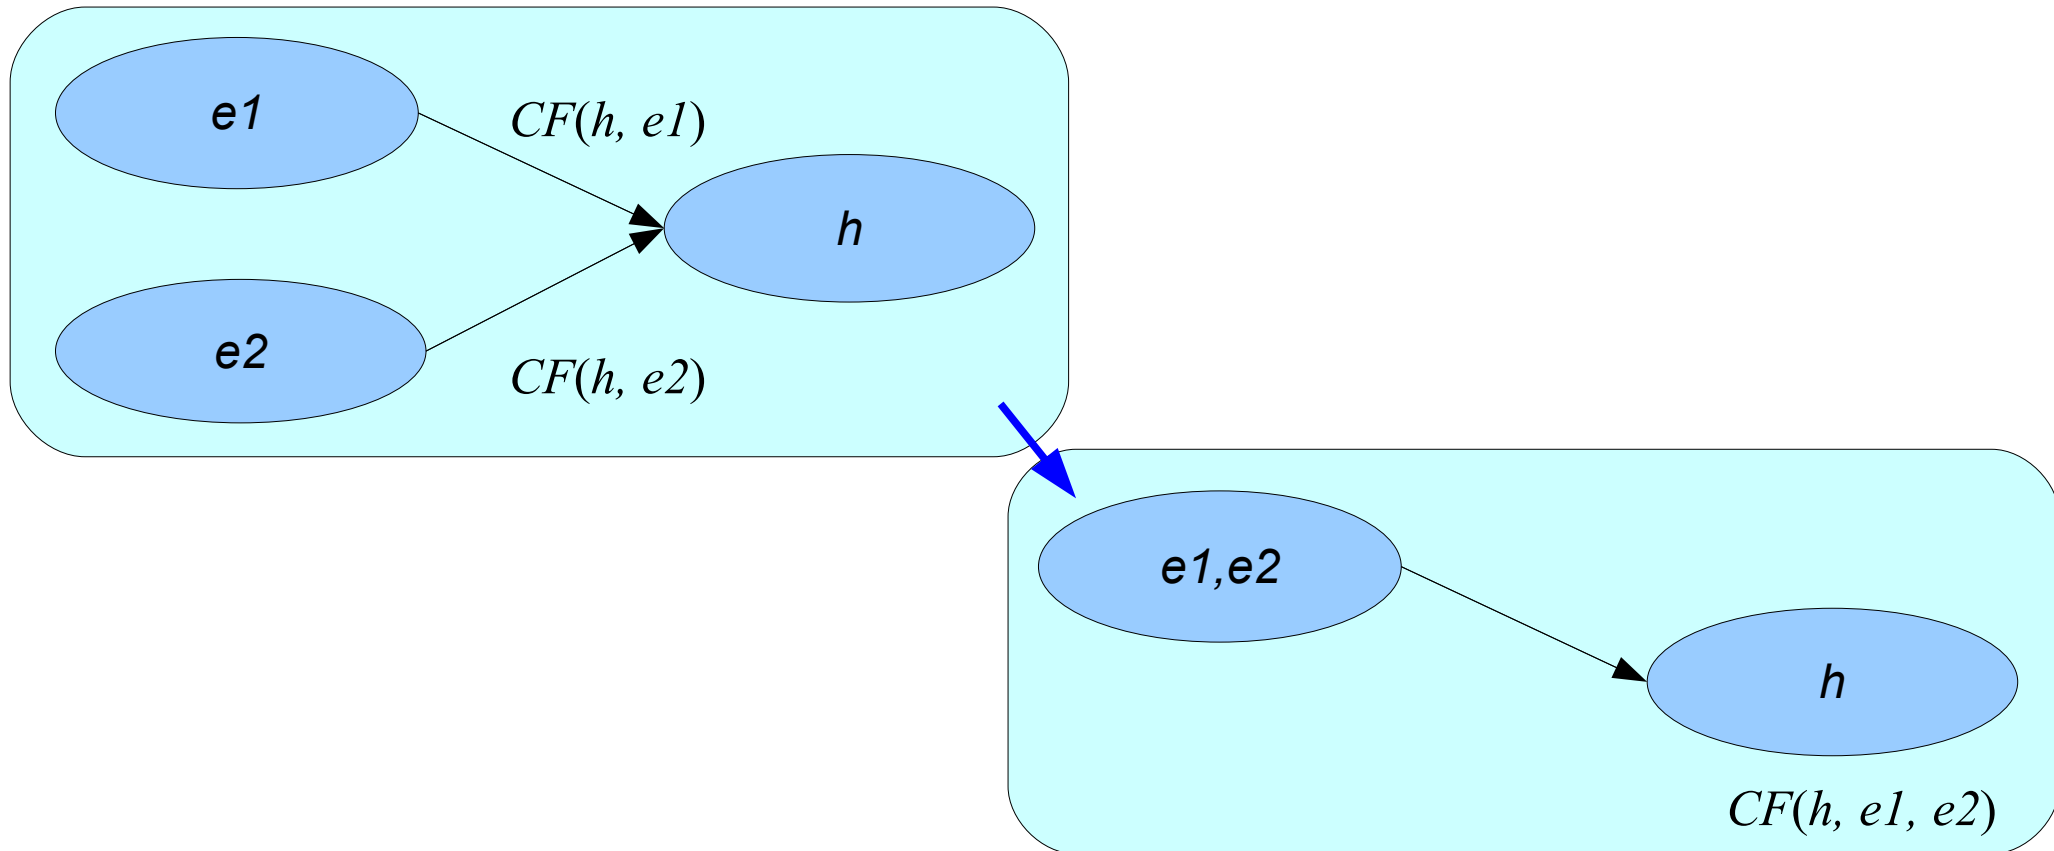 e1
CF(h, e1)
h
e2
CF(h, e2)
e1,e2
h
CF(h, e1, e2)